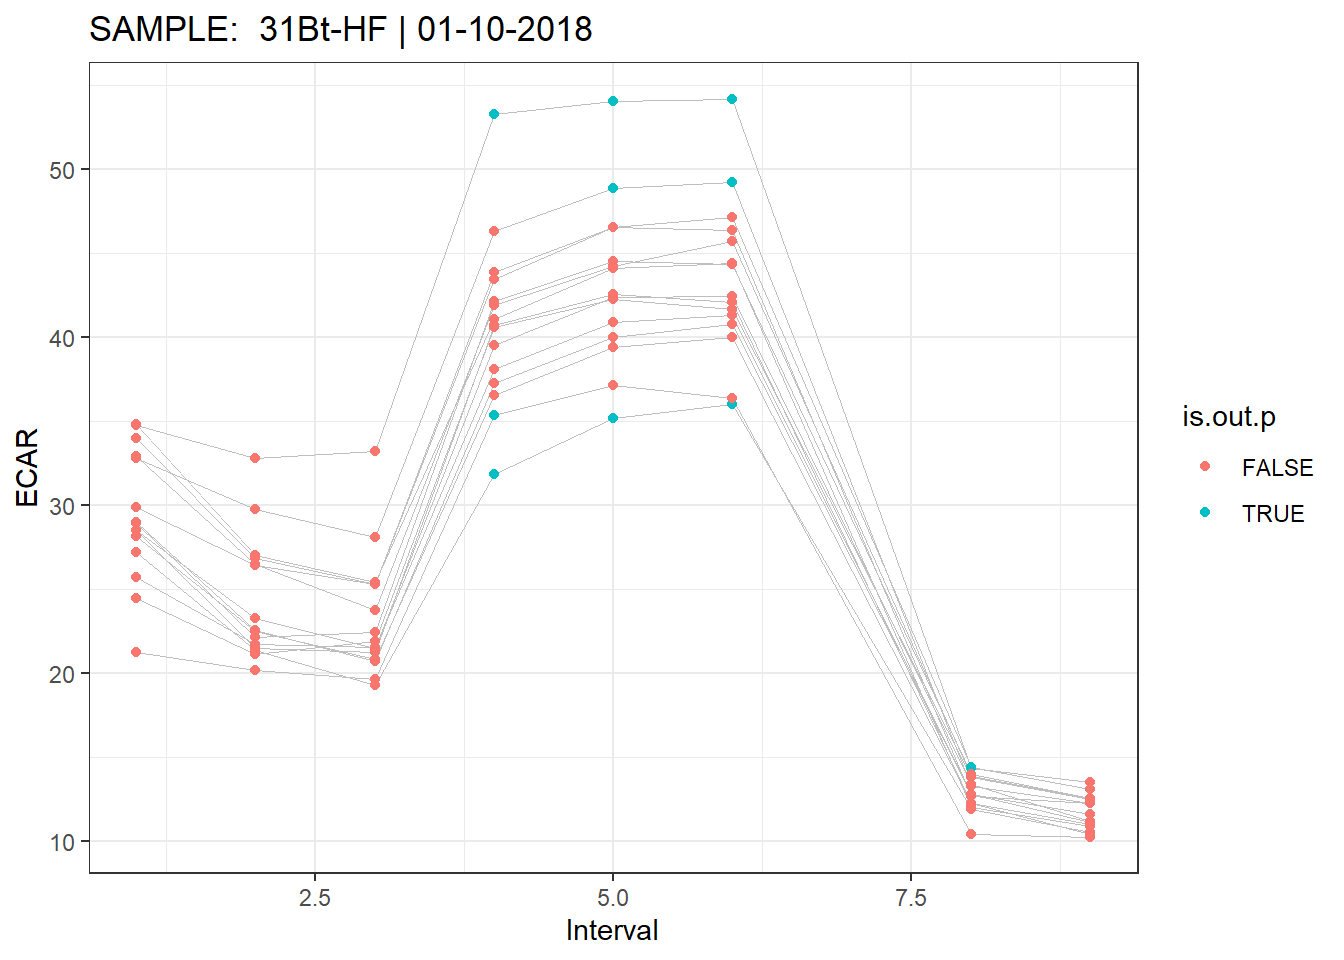 SAMPLE:  31Bt-HF | 01-10-2018
50
40
30
20
10
ECAR
2.5 5.0 7.5
Interval
is.out.p
FALSE
TRUE